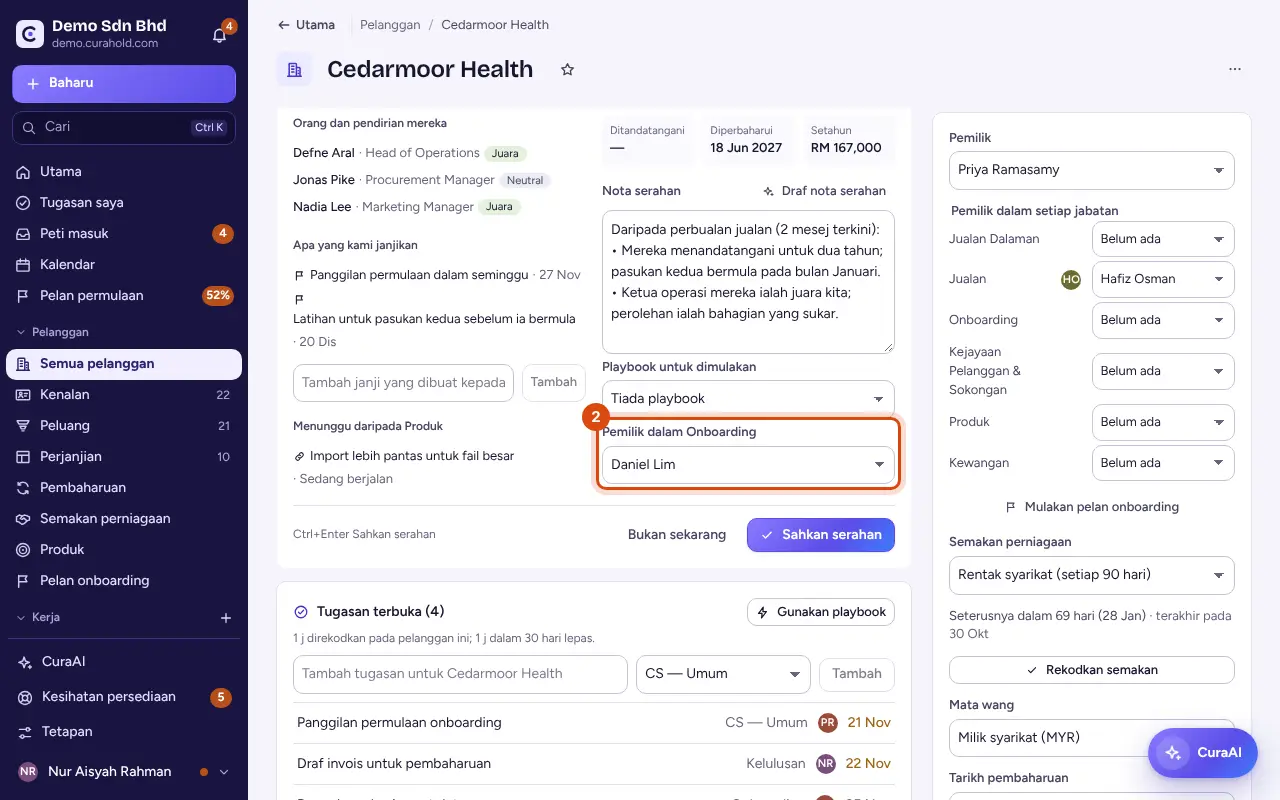 Demo Sdn Bhd
demo.curahold.com
4
Baharu
Cari
Ctrl K
Utama
Tugasan saya
Peti masuk
4
Kalendar
Pelan permulaan
52%
Pelanggan
Semua pelanggan
Kenalan
22
Peluang
21
Perjanjian
10
Pembaharuan
Semakan perniagaan
Produk
Pelan onboarding
Kerja
CuraAI
Kesihatan persediaan
5
Tetapan
NR
Nur Aisyah Rahman
Utama
Pelanggan / Cedarmoor Health
Cedarmoor Health
Orang dan pendirian mereka
Defne Aral · Head of Operations Juara
Jonas Pike · Procurement Manager Neutral
Nadia Lee · Marketing Manager Juara
Apa yang kami janjikan
Panggilan permulaan dalam seminggu · 27 Nov
Latihan untuk pasukan kedua sebelum ia bermula
· 20 Dis
Tambah janji yang dibuat kepada
Tambah
Menunggu daripada Produk
Import lebih pantas untuk fail besar
· Sedang berjalan
Ditandatangani
—
Diperbaharui
18 Jun 2027
Setahun
RM 167,000
Nota serahan
Draf nota serahan
Daripada perbualan jualan (2 mesej terkini):
• Mereka menandatangani untuk dua tahun;
pasukan kedua bermula pada bulan Januari.
• Ketua operasi mereka ialah juara kita;
perolehan ialah bahagian yang sukar.
Playbook untuk dimulakan
Tiada playbook
2
Pemilik dalam Onboarding
Daniel Lim
Ctrl+Enter Sahkan serahan
Bukan sekarang
Sahkan serahan
Tugasan terbuka (4)
Gunakan playbook
1 j direkodkan pada pelanggan ini; 1 j dalam 30 hari lepas.
Tambah tugasan untuk Cedarmoor Health
CS — Umum
Tambah
Panggilan permulaan onboarding
CS — Umum
PR
21 Nov
Draf invois untuk pembaharuan
Kelulusan
NR
22 Nov
Pemilik
Priya Ramasamy
Pemilik dalam setiap jabatan
Jualan Dalaman
Belum ada
Jualan
HO
Hafiz Osman
Onboarding
Belum ada
Kejayaan
Pelanggan &
Sokongan
Belum ada
Produk
Belum ada
Kewangan
Belum ada
Mulakan pelan onboarding
Semakan perniagaan
Rentak syarikat (setiap 90 hari)
Seterusnya dalam 69 hari (28 Jan) · terakhir pada
30 Okt
Rekodkan semakan
Mata wang
Milik syarikat (MYR)
Tarikh pembaharuan
CuraAI